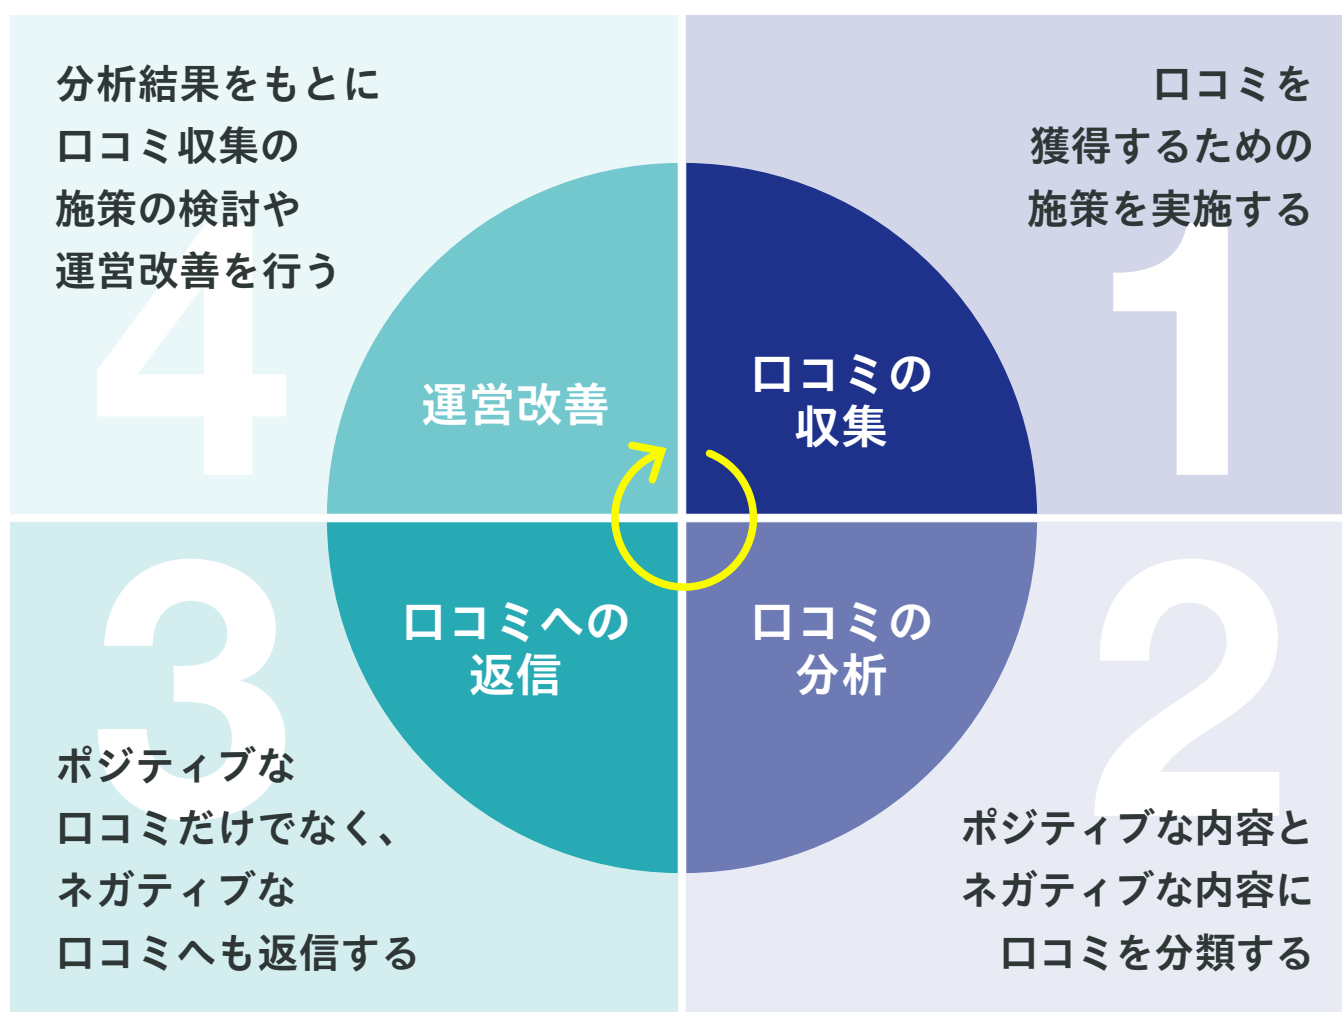 分析結果をもとに
口コミ収集の
施策の検討や
運営改善を行う
4
運営改善
口コミを
獲得するための
施策を実施する
1
口コミの
収集
3
口コミへの
返信
ポジティブな
口コミだけでなく、
ネガティブな
口コミへも返信する
2
口コミの
分析
ポジティブな内容と
ネガティブな内容に
口コミを分類する